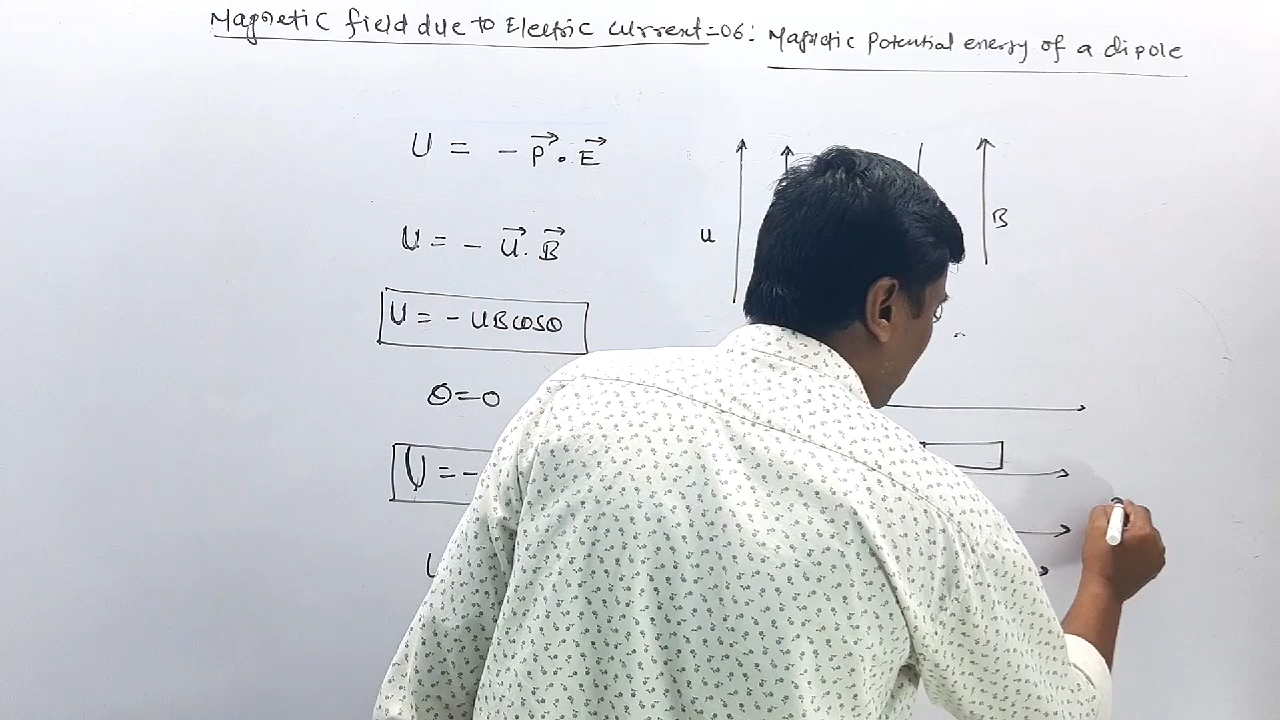 Magnetic field due to Electric current-06: Magnetic potential energy of a dipole
U = - P⃗ . E⃗
U = - U⃗ . B⃗
U = - UBCOSθ
θ=0
U = -
u
B